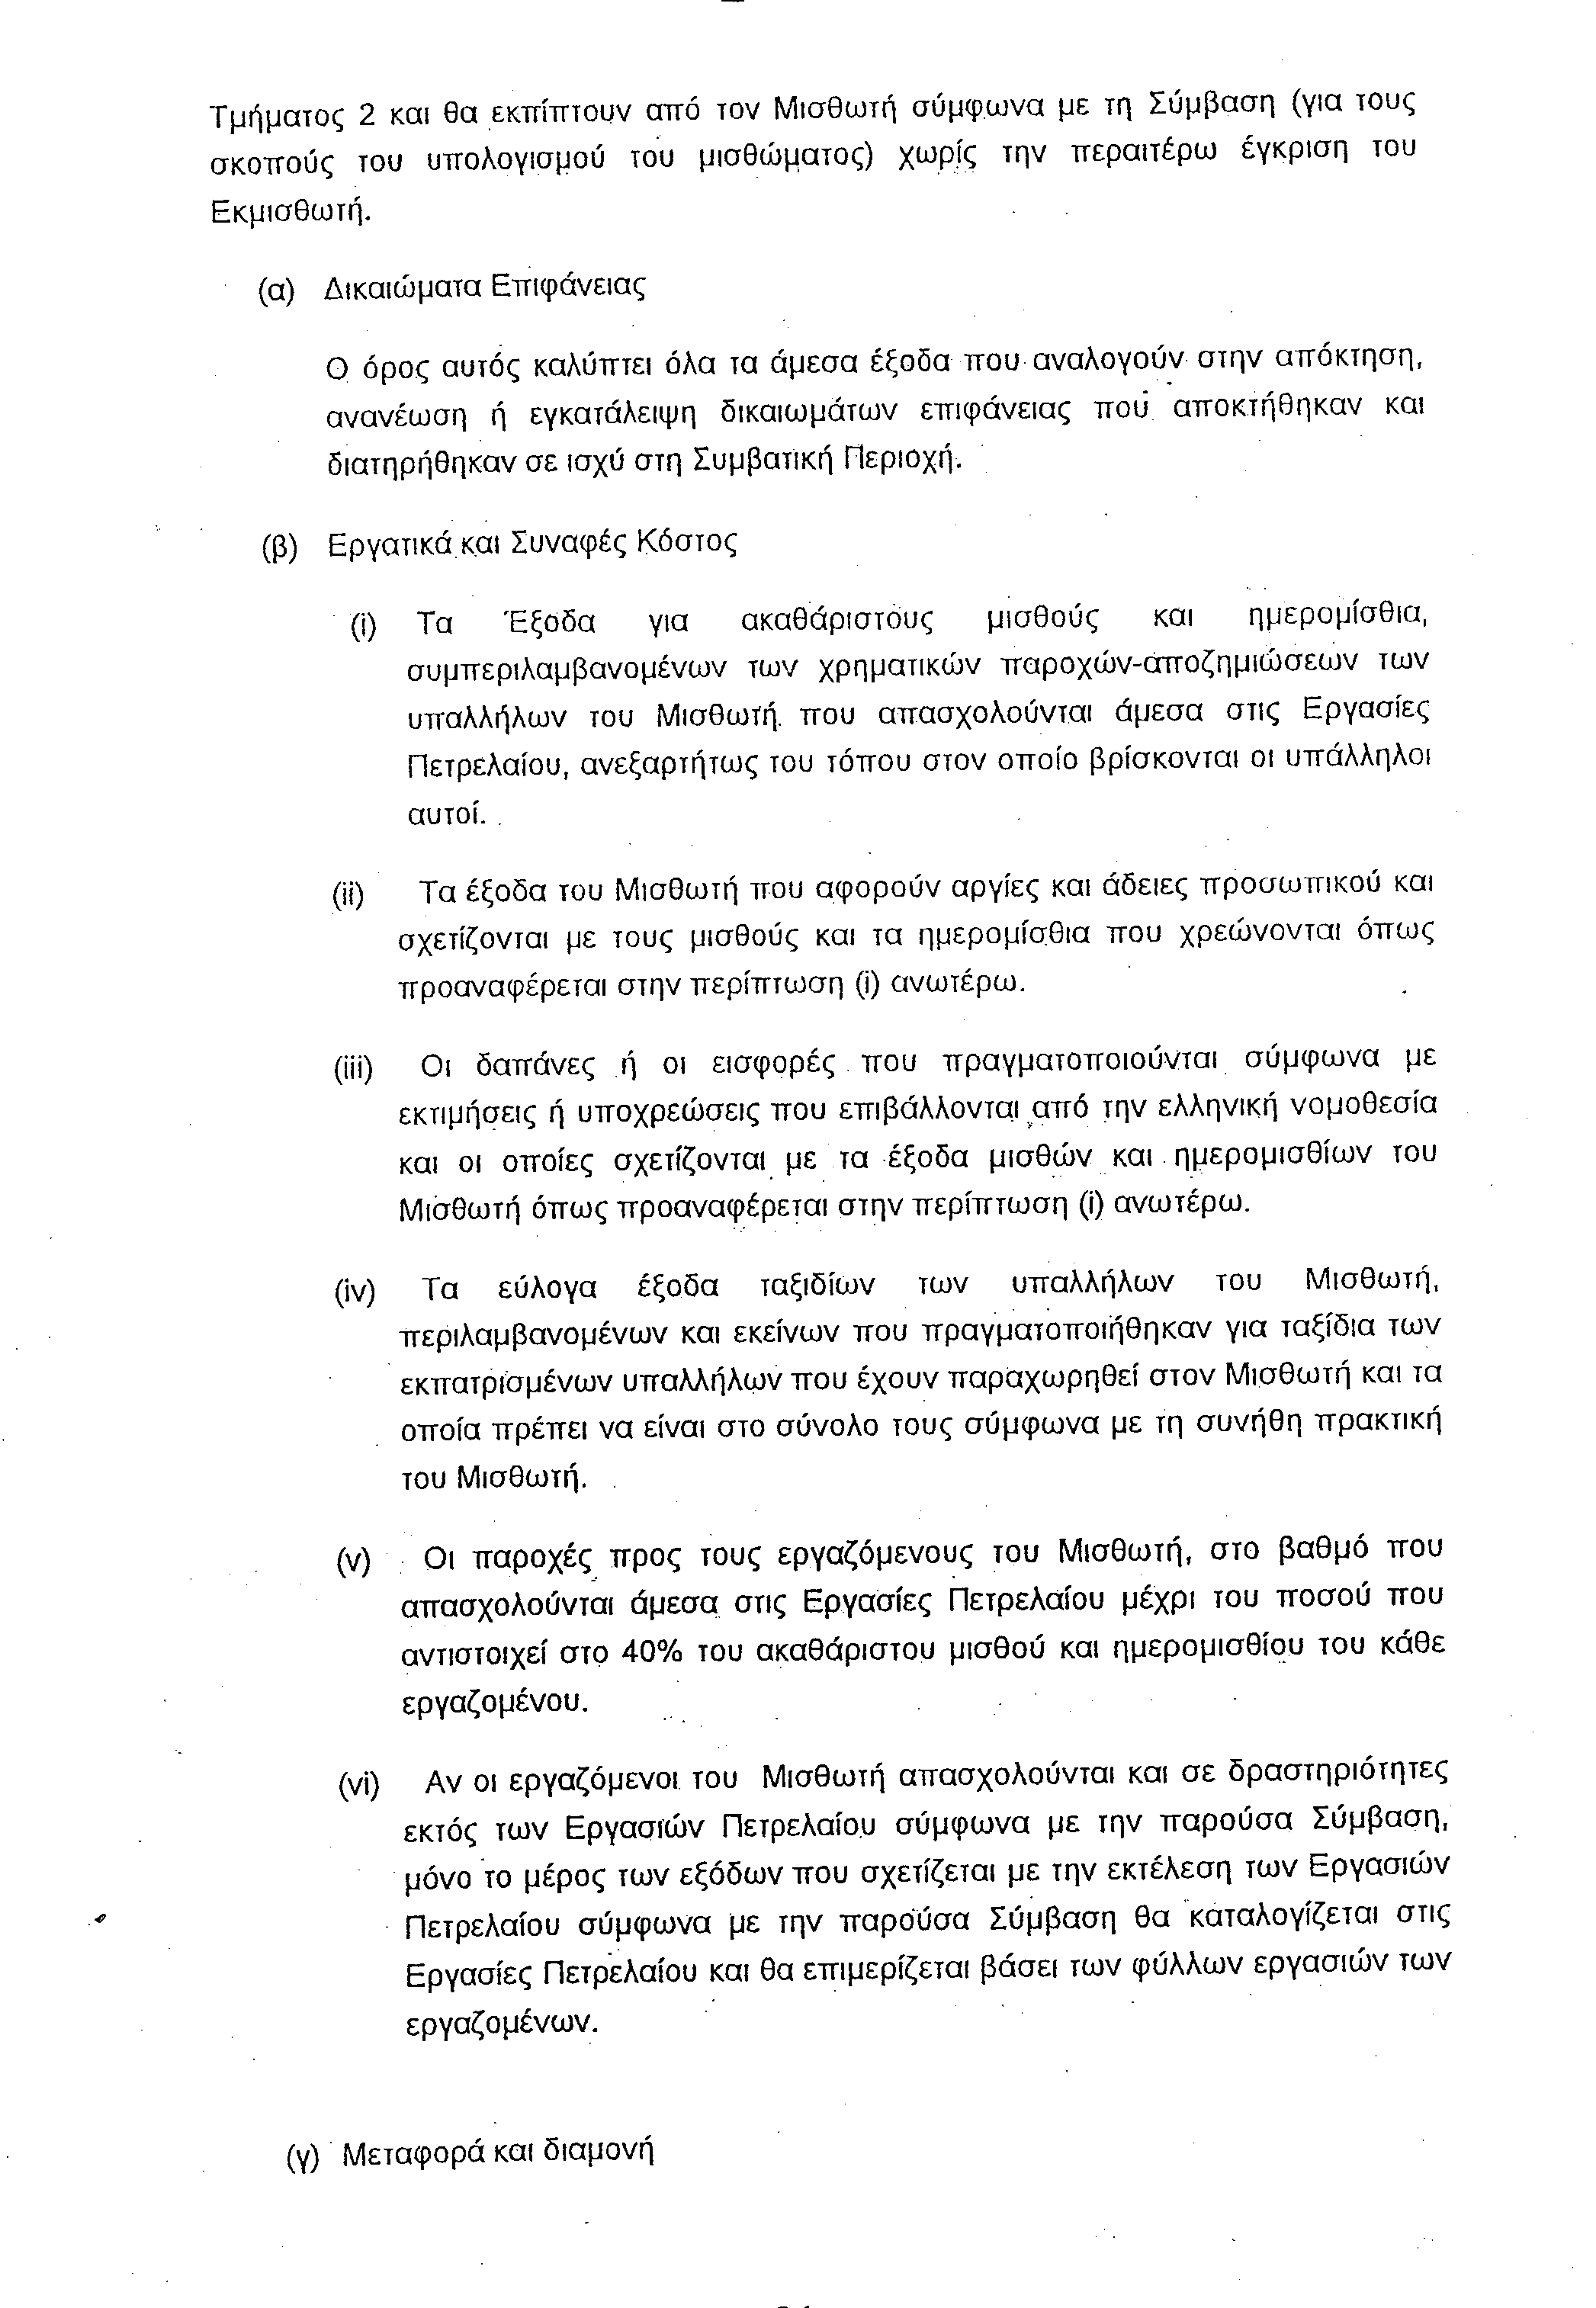 Τμήματος 2 και θα εκπίπτουν από τον Μισθωτή σύμφωνα με τη Σύμβαση (για τους
σκοπούς του υπολογισμού του μισθώματος) χωρίς την περαιτέρω έγκριση του
Εκμισθωτή.
(α) Δικαιώματα Επιφάνειας
Ο όρος αυτός καλύπτει όλα τα άμεσα έξοδα που αναλογούν στην απόκτηση,
ανανέωση ή εγκατάλειψη δικαιωμάτων επιφάνειας που αποκτήθηκαν και
διατηρήθηκαν σε ισχύ στη Συμβατική Περιοχή.
(β) Εργατικά και Συναφές Κόστος
(i) Τα Έξοδα για ακαθάριστους μισθούς και ημερομίσθια,
συμπεριλαμβανομένων των χρηματικών παροχών-αποζημιώσεων των
υπαλλήλων του Μισθωτή που απασχολούνται άμεσα στις Εργασίες
Πετρελαίου, ανεξαρτήτως του τόπου στον οποίο βρίσκονται οι υπάλληλοι
αυτοί.
(ii) Τα έξοδα του Μισθωτή που αφορούν αργίες και άδειες προσωπικού και
σχετίζονται με τους μισθούς και τα ημερομίσθια που χρεώνονται όπως
προαναφέρεται στην περίπτωση (i) ανωτέρω.
(iii) Οι δαπάνες ή οι εισφορές που πραγματοποιούνται σύμφωνα με
εκτιμήσεις ή υποχρεώσεις που επιβάλλονται από την ελληνική νομοθεσία
και οι οποίες σχετίζονται με τα έξοδα μισθών και ημερομισθίων του
Μισθωτή όπως προαναφέρεται στην περίπτωση (i) ανωτέρω.
(iv) Τα εύλογα έξοδα ταξιδίων των υπαλλήλων του Μισθωτή,
περιλαμβανομένων και εκείνων που πραγματοποιήθηκαν για ταξίδια των
εκπατρισμένων υπαλλήλων που έχουν παραχωρηθεί στον Μισθωτή και τα
οποία πρέπει να είναι στο σύνολο τους σύμφωνα με τη συνήθη πρακτική
του Μισθωτή.
(v) Οι παροχές προς τους εργαζόμενους του Μισθωτή, στο βαθμό που
απασχολούνται άμεσα στις Εργασίες Πετρελαίου μέχρι του ποσού που
αντιστοιχεί στο 40% του ακαθάριστου μισθού και ημερομισθίου του κάθε
εργαζομένου.
(vi) Αν οι εργαζόμενοι του Μισθωτή απασχολούνται και σε δραστηριότητες
εκτός των Εργασιών Πετρελαίου σύμφωνα με την παρούσα Σύμβαση,
μόνο το μέρος των εξόδων που σχετίζεται με την εκτέλεση των Εργασιών
Πετρελαίου σύμφωνα με την παρούσα Σύμβαση θα καταλογίζεται στις
Εργασίες Πετρελαίου και θα επιμερίζεται βάσει των φύλλων εργασιών των
εργαζομένων.
(γ) Μεταφορά και διαμονή